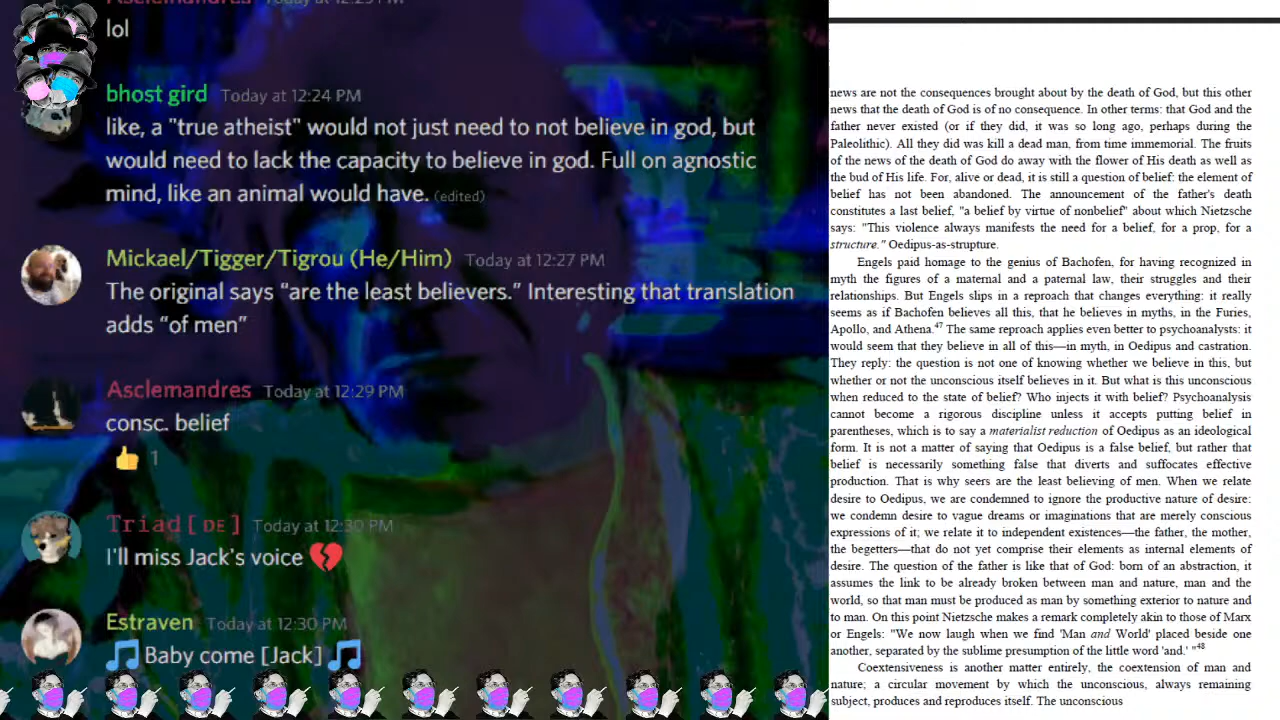 Asclemandres Today at 12:23 PM
lol
bhost gird Today at 12:24 PM
like, a "true atheist" would not just need to not believe in god, but
would need to lack the capacity to believe in god. Full on agnostic
mind, like an animal would have. (edited)
Mickael/Tigger/Tigrou (He/Him) Today at 12:27 PM
The original says “are the least believers.” Interesting that translation
adds “of men”
Asclemandres Today at 12:29 PM
consc. belief
1
Triad[DE] Today at 12:30 PM
I'll miss Jack's voice
Estraven Today at 12:30 PM
Baby come [Jack]
news are not the consequences brought about by the death of God, but this other
news that the death of God is of no consequence. In other terms: that God and the
father never existed (or if they did, it was so long ago, perhaps during the
Paleolithic). All they did was kill a dead man, from time immemorial. The fruits
of the news of the death of God do away with the flower of His death as well as
the bud of His life. For, alive or dead, it is still a question of belief: the element of
belief has not been abandoned. The announcement of the father's death
constitutes a last belief, "a belief by virtue of nonbelief" about which Nietzsche
says: "This violence always manifests the need for a belief, for a prop, for a
structure." Oedipus-as-strupture.
Engels paid homage to the genius of Bachofen, for having recognized in
myth the figures of a maternal and a paternal law, their struggles and their
relationships. But Engels slips in a reproach that changes everything: it really
seems as if Bachofen believes all this, that he believes in myths, in the Furies,
Apollo, and Athena.47 The same reproach applies even better to psychoanalysts: it
would seem that they believe in all of this—in myth, in Oedipus and castration.
They reply: the question is not one of knowing whether we believe in this, but
whether or not the unconscious itself believes in it. But what is this unconscious
when reduced to the state of belief? Who injects it with belief? Psychoanalysis
cannot become a rigorous discipline unless it accepts putting belief in
parentheses, which is to say a materialist reduction of Oedipus as an ideological
form. It is not a matter of saying that Oedipus is a false belief, but rather that
belief is necessarily something false that diverts and suffocates effective
production. That is why seers are the least believing of men. When we relate
desire to Oedipus, we are condemned to ignore the productive nature of desire:
we condemn desire to vague dreams or imaginations that are merely conscious
expressions of it; we relate it to independent existences—the father, the mother,
the begetters—that do not yet comprise their elements as internal elements of
desire. The question of the father is like that of God: born of an abstraction, it
assumes the link to be already broken between man and nature, man and the
world, so that man must be produced as man by something exterior to nature and
to man. On this point Nietzsche makes a remark completely akin to those of Marx
or Engels: "We now laugh when we find 'Man and World' placed beside one
another, separated by the sublime presumption of the little word 'and.' "48
Coextensiveness is another matter entirely, the coextension of man and
nature; a circular movement by which the unconscious, always remaining
subject, produces and reproduces itself. The unconscious